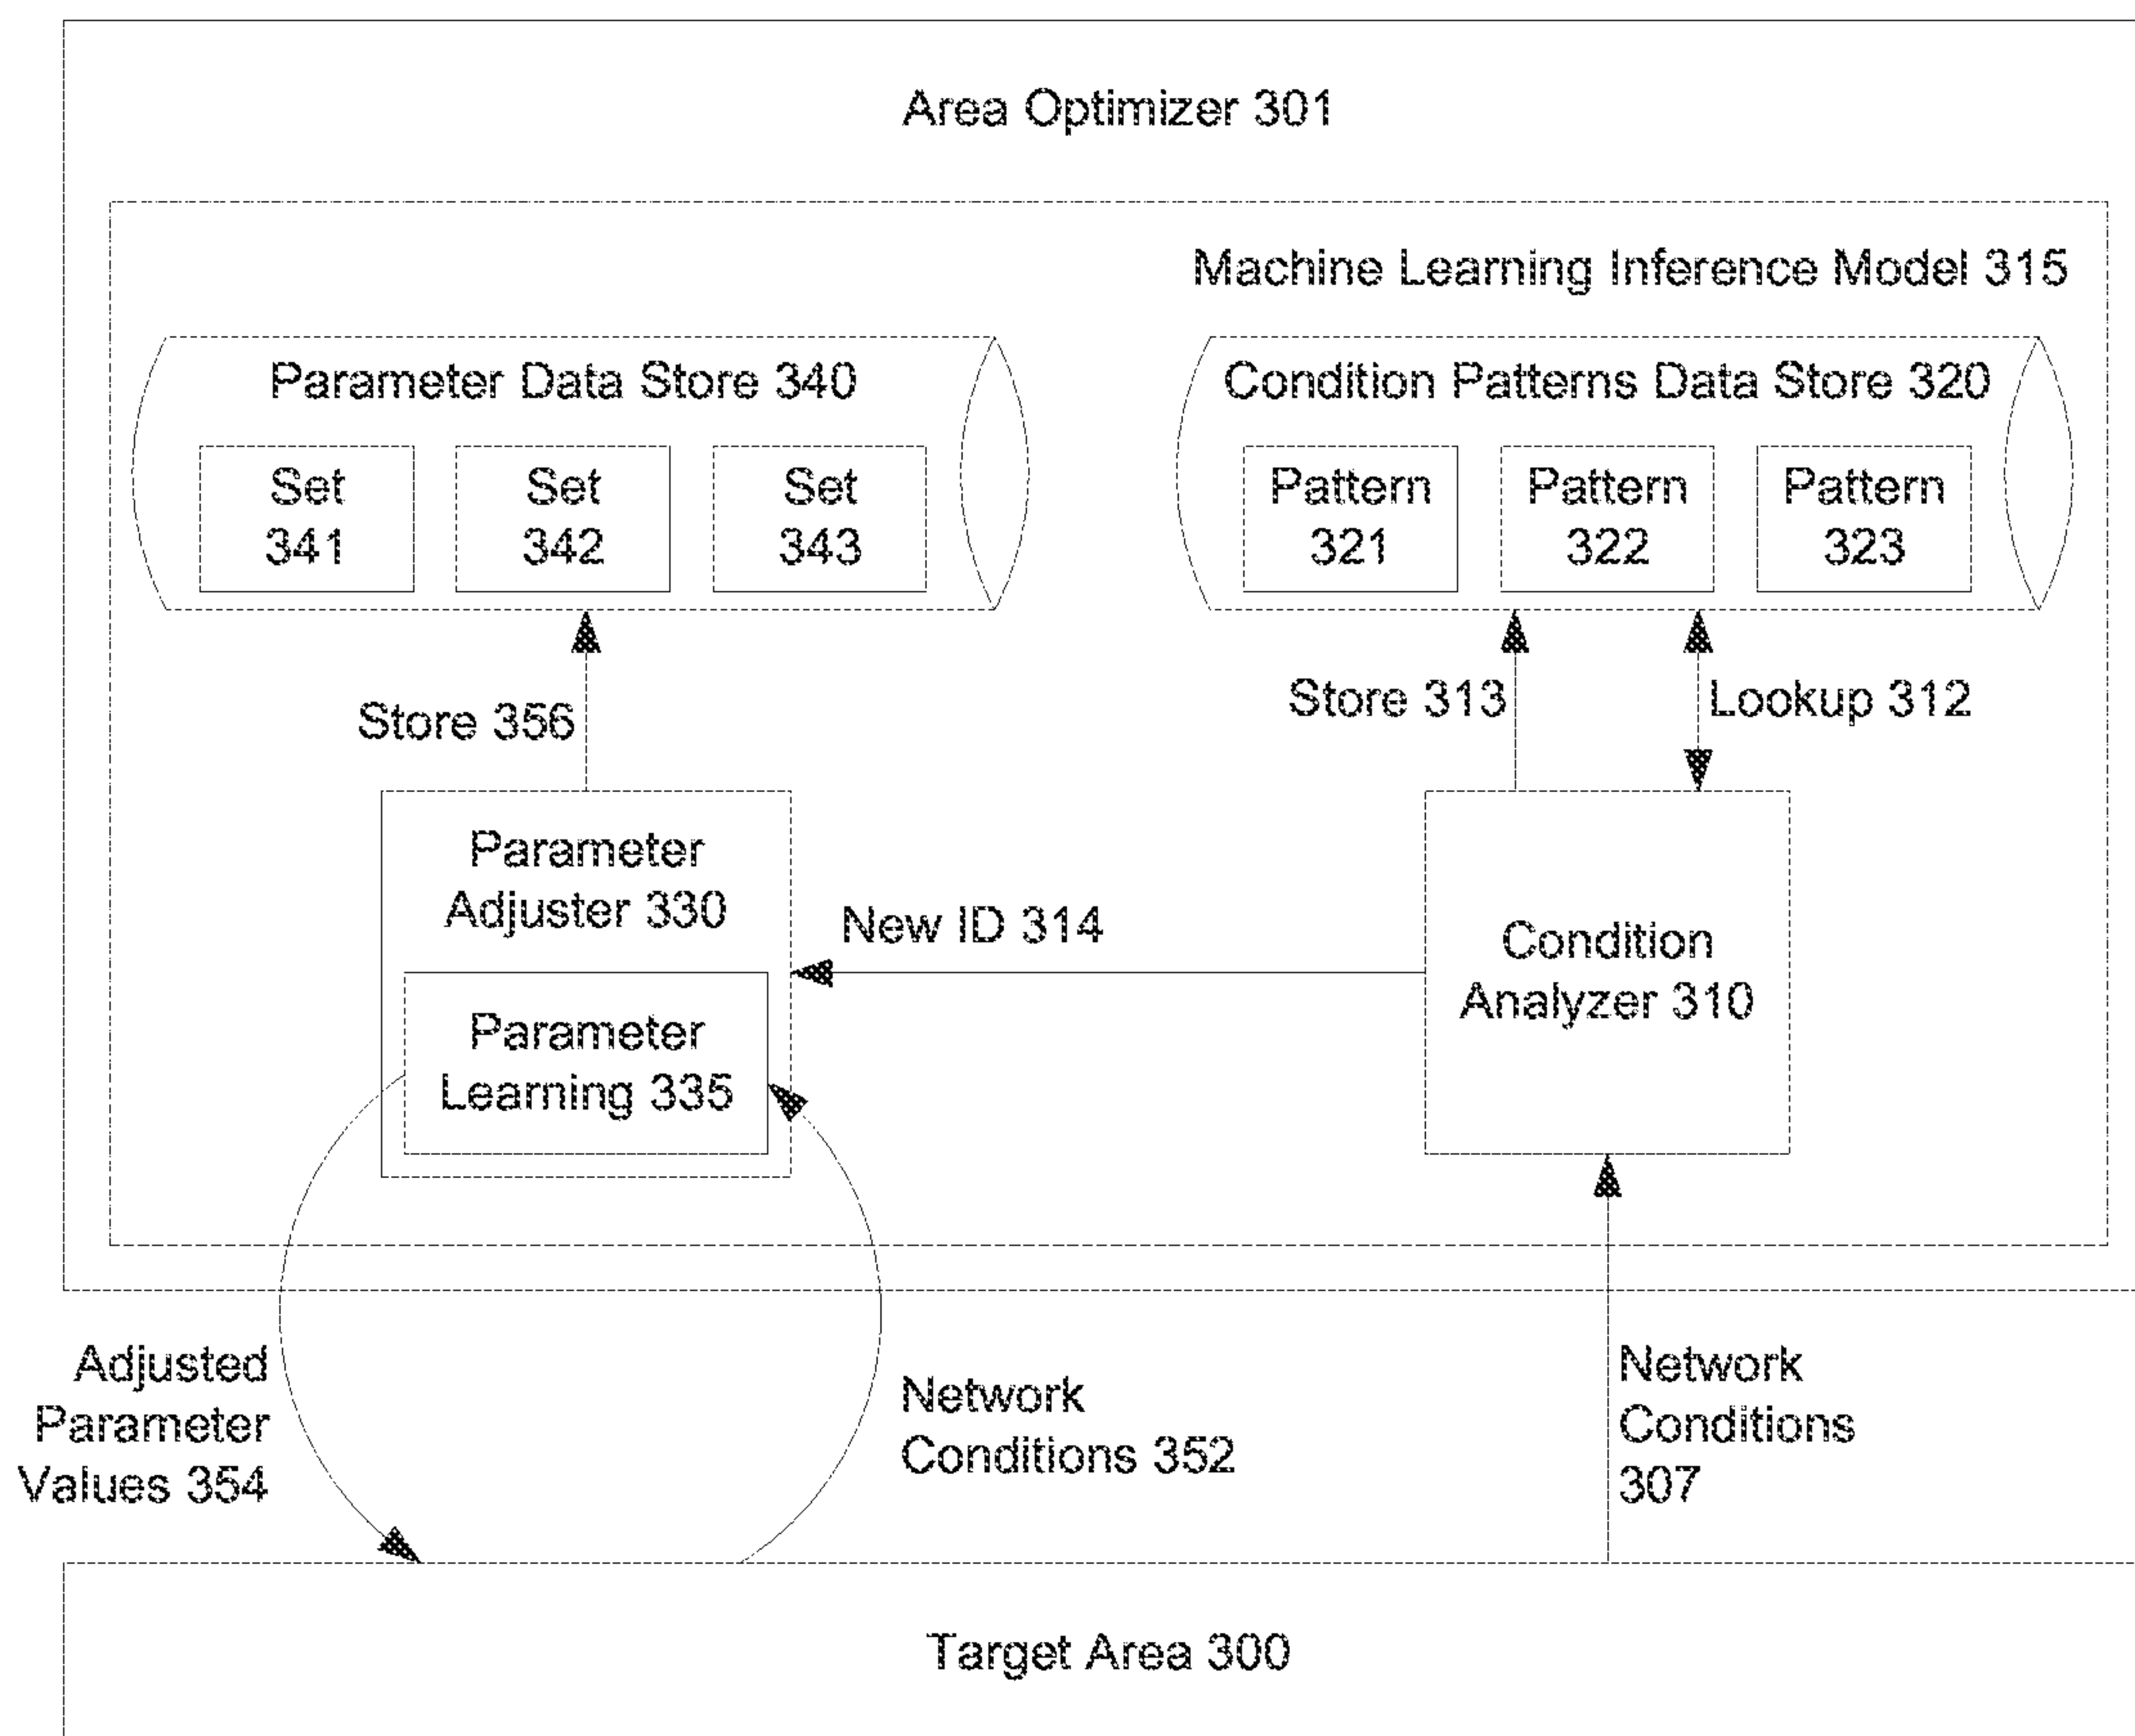 Area Optimizer 301
Machine Learning Inference Model 315
Parameter Data Store 340
Set
341
Set
342
Set
343
Condition Patterns Data Store 320
Pattern
321
Pattern
322
Pattern
323
Store 356
Store 313
Lookup 312
Parameter
Adjuster 330
New ID 314
Condition
Analyzer 310
Parameter
Learning 335
Adjusted
Parameter
Values 354
Network
Conditions 352
Network
Conditions
307
Target Area 300